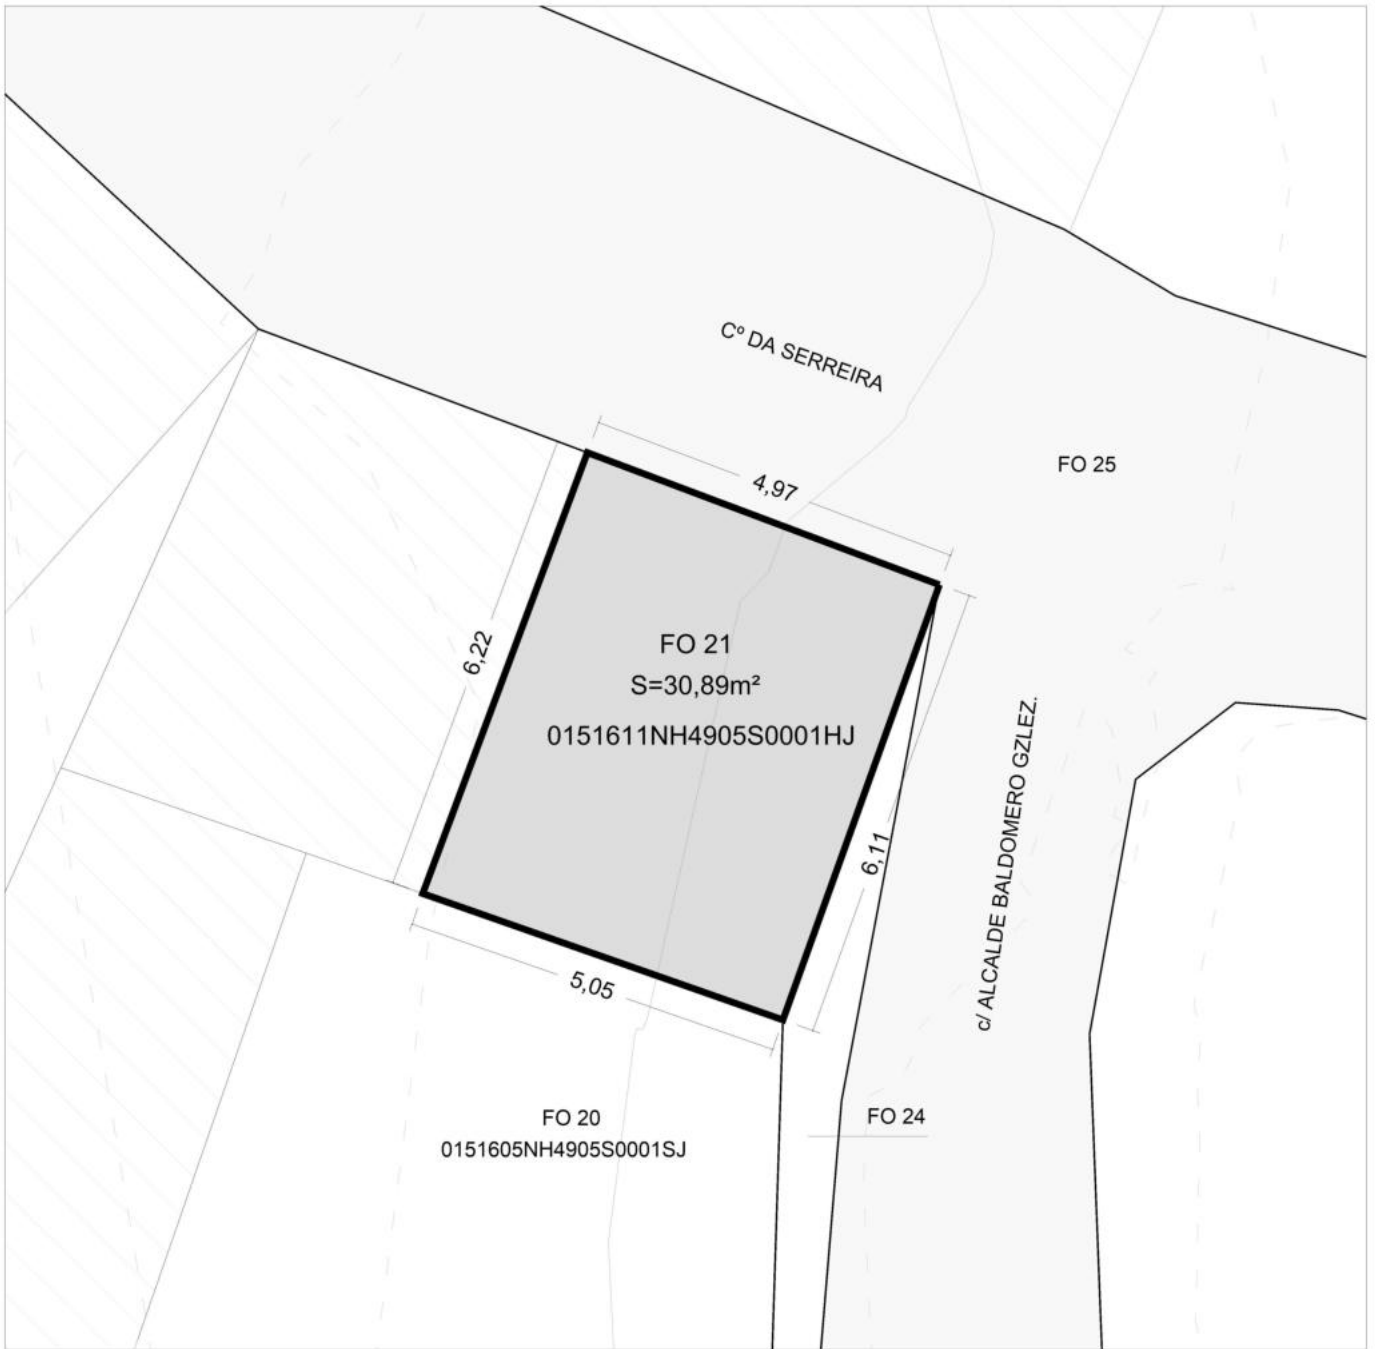 Cº DA SERREIRA
FO 25
4,97
6,22
FO 21
S=30,89m²
0151611NH4905S0001HJ
6,11
c/ ALCALDE BALDOMERO GZLEZ.
5,05
FO 20
0151605NH4905S0001SJ
FO 24